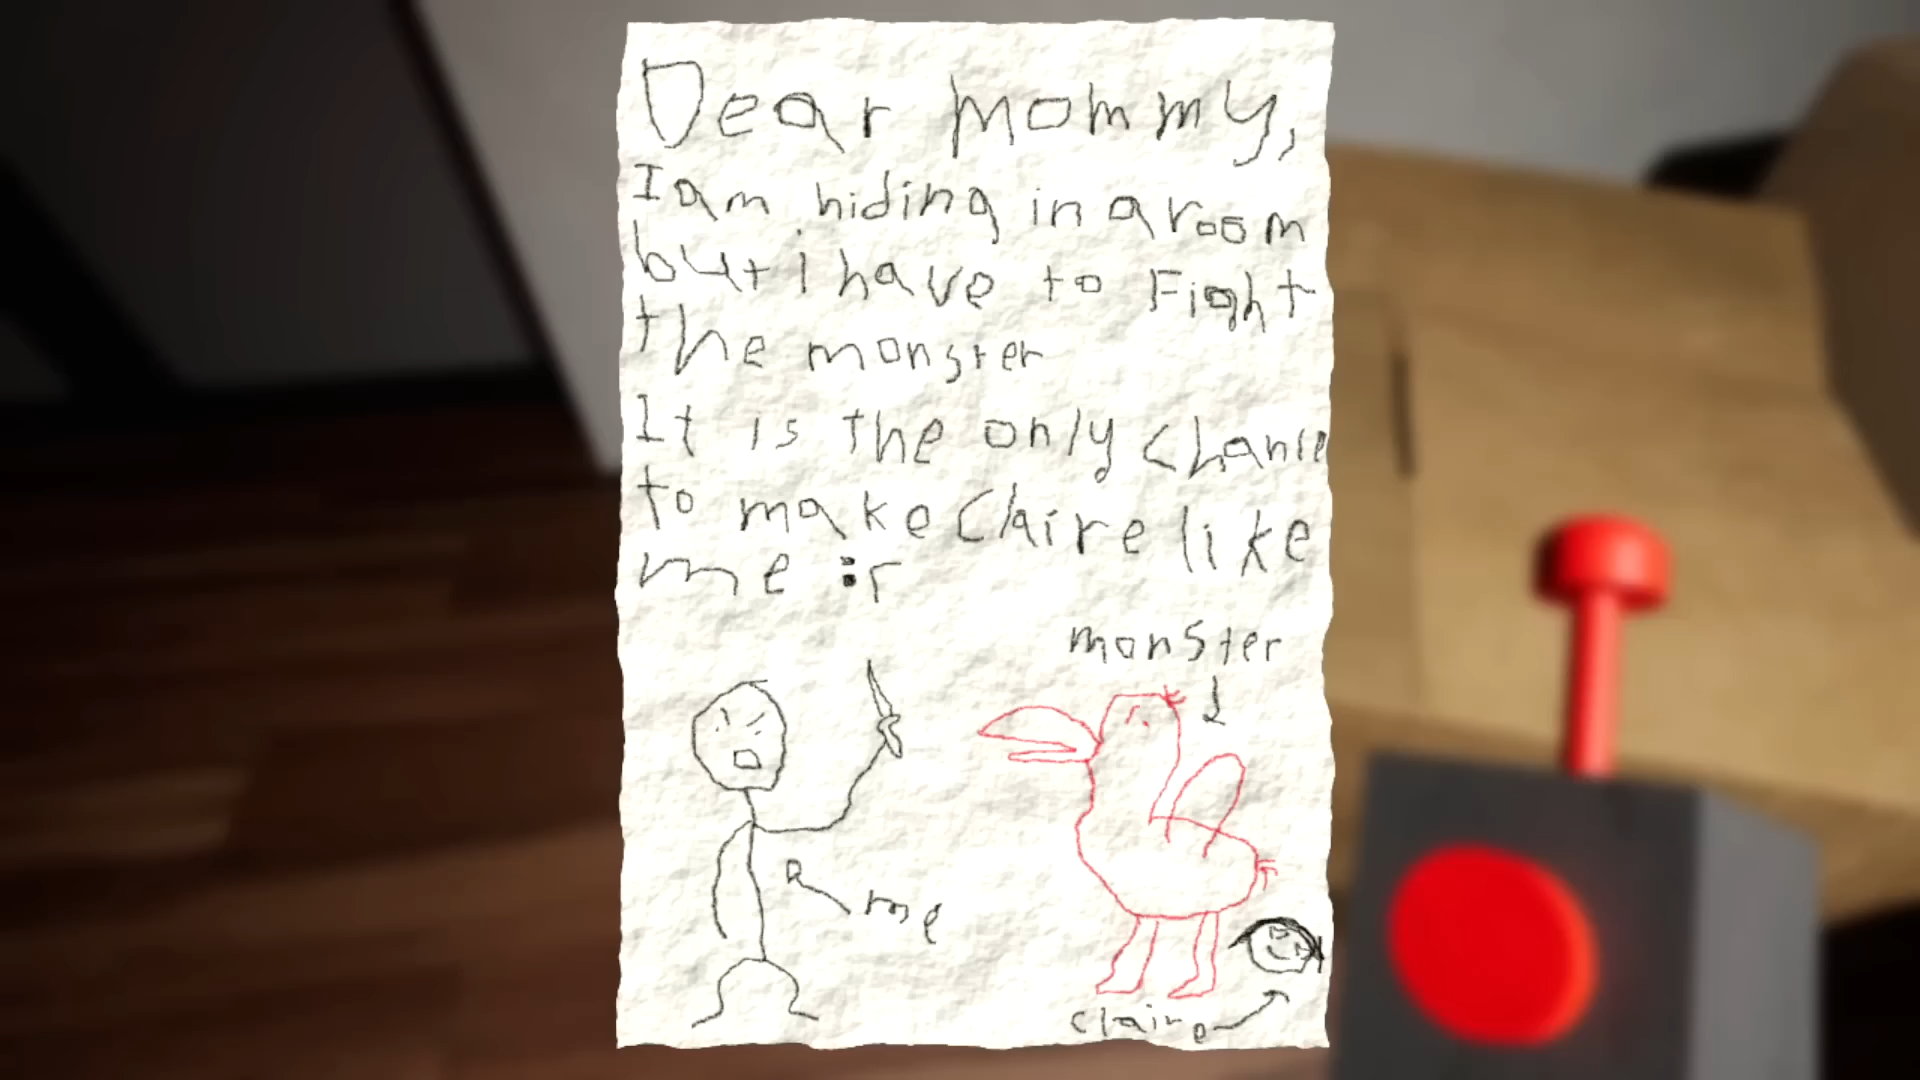 Dear mommy,
I am hiding in a room
but i have to Fight
the monster
It is the only chance
to make Claire like
me :r
monster
me
claire